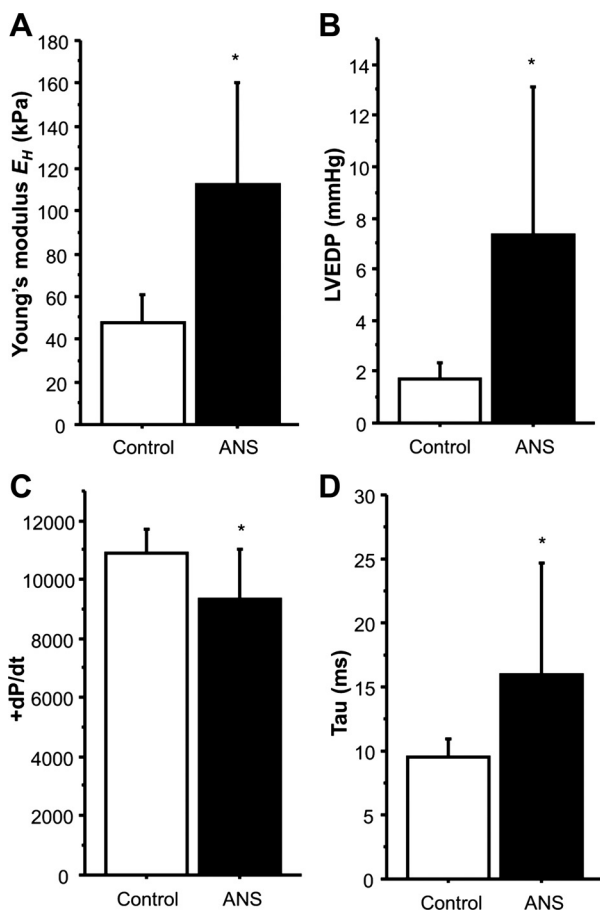 A
Young's modulus EH (kPa)
180
160
140
120
100
80
60
40
20
0
*
Control
ANS
B
LVEDP (mmHg)
14
12
10
8
6
4
2
0
*
Control
ANS
C
+dP/dt
12000
10000
8000
6000
4000
2000
0
*
Control
ANS
D
Tau (ms)
30
25
20
15
10
5
0
*
Control
ANS